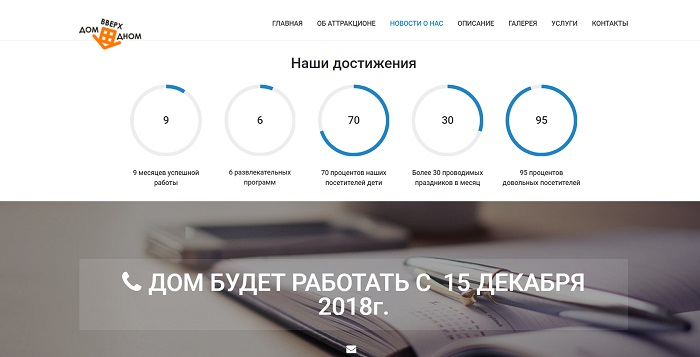 ДОМ
ВВЕРХ
ДНОМ
ГЛАВНАЯ ОБ АТТРАКЦИОНЕ НОВОСТИ О НАС ОПИСАНИЕ ГАЛЕРЕЯ УСЛУГИ КОНТАКТЫ
Наши достижения
9 6 70 30 95
9 месяцев успешной
работы
6 развлекательных
программ
70 процентов наших
посетителей дети
Более 30 проводимых
праздников в месяц
95 процентов
довольных посетителей
ДОМ БУДЕТ РАБОТАТЬ С 15 ДЕКАБРЯ
2018г.